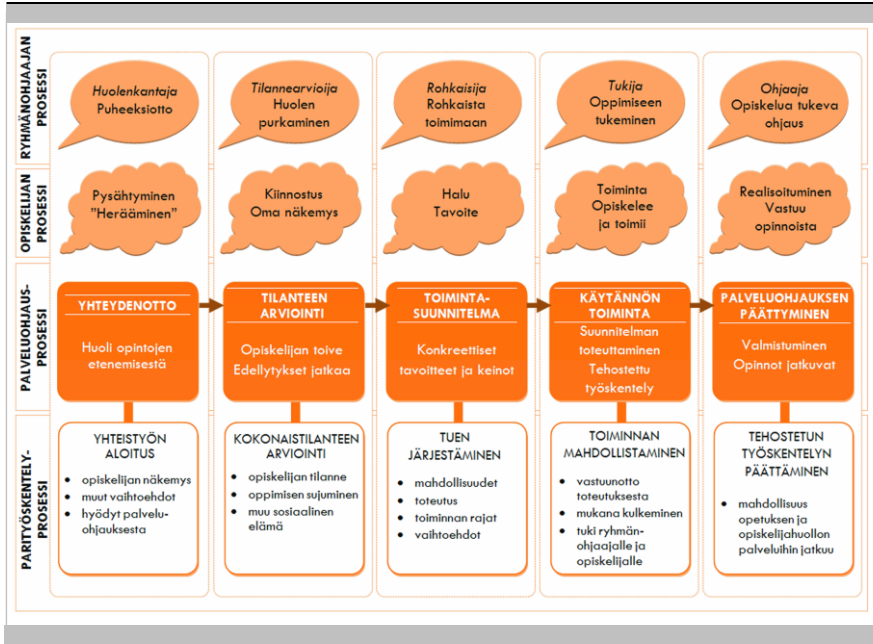 RYHMÄNOHJAAJAN
PROSESSI
Huolenkantaja
Puheeksiotto
Tilannearvioija
Huolen
purkaminen
Rohkaisija
Rohkaista
toimimaan
Tukija
Oppimiseen
tukeminen
Ohjaaja
Opiskelua tukeva
ohjaus
OPISKELIJAN
PROSESSI
Pysähtyminen
"Herääminen"
Kiinnostus
Oma näkemys
Halu
Tavoite
Toiminta
Opiskelee
ja toimii
Realisoituminen
Vastuu
opinnoista
PALVELUOHJAUS-
PROSESSI
YHTEYDENOTTO
Huoli opintojen
etenemisestä
TILANTEEN
ARVIOINTI
Opiskelijan toive
Edellytykset jatkaa
TOIMINTA-
SUUNNITELMA
Konkreettiset
tavoitteet ja keinot
KÄYTÄNNÖN
TOIMINTA
Suunnitelman
toteuttaminen
Tehostettu
työskentely
PALVELUOHJAUKSEN
PÄÄTTYMINEN
Valmistuminen
Opinnot jatkuvat
PARITYÖSKENTELY-
PROSESSI
YHTEISTYÖN
ALOITUS
• opiskelijan näkemys
• muut vaihtoehdot
• hyödyt palvelu-
ohjauksesta
KOKONAISTILANTEEN
ARVIOINTI
• opiskelijan tilanne
• oppimisen sujuminen
• muu sosiaalinen
elämä
TUEN
JÄRJESTÄMINEN
• mahdollisuudet
• toteutus
• toiminnan rajat
• vaihtoehdot
TOIMINNAN
MAHDOLLISTAMINEN
• vastuunotto
toteutuksesta
• mukana kulkeminen
• tuki ryhmän-
ohjaajalle ja
opiskelijalle
TEHOSTETUN
TYÖSKENTELYN
PÄÄTTÄMINEN
• mahdollisuus
opetuksen ja
opiskelijahuollon
palveluihin jatkuu